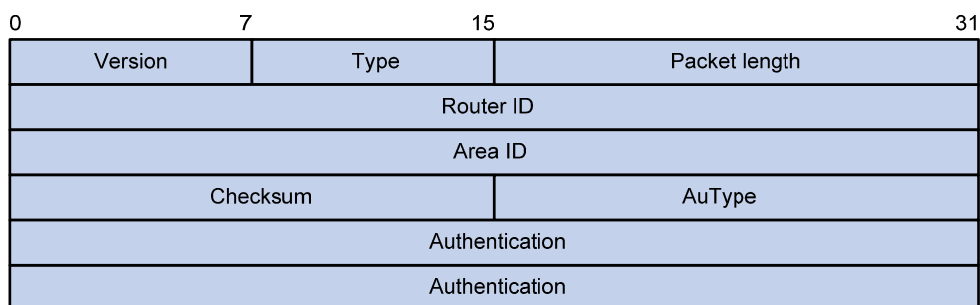 0 7 15 31
Version Type Packet length
Router ID
Area ID
Checksum AuType
Authentication
Authentication